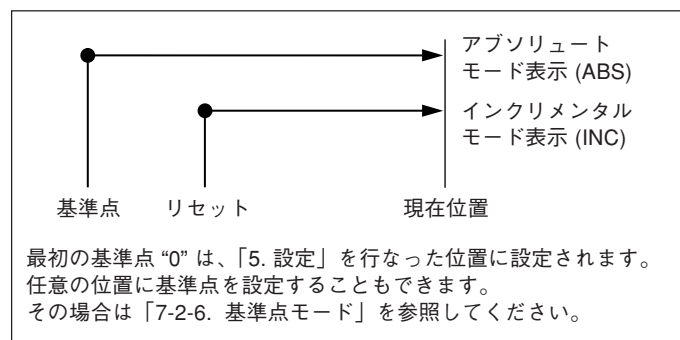 アブソリュート
モード表示 (ABS)
インクリメンタル
モード表示 (INC)
基準点 リセット 現在位置
最初の基準点 “0” は、「5. 設定」を行なった位置に設定されます。
任意の位置に基準点を設定することもできます。
その場合は「7-2-6. 基準点モード」を参照してください。